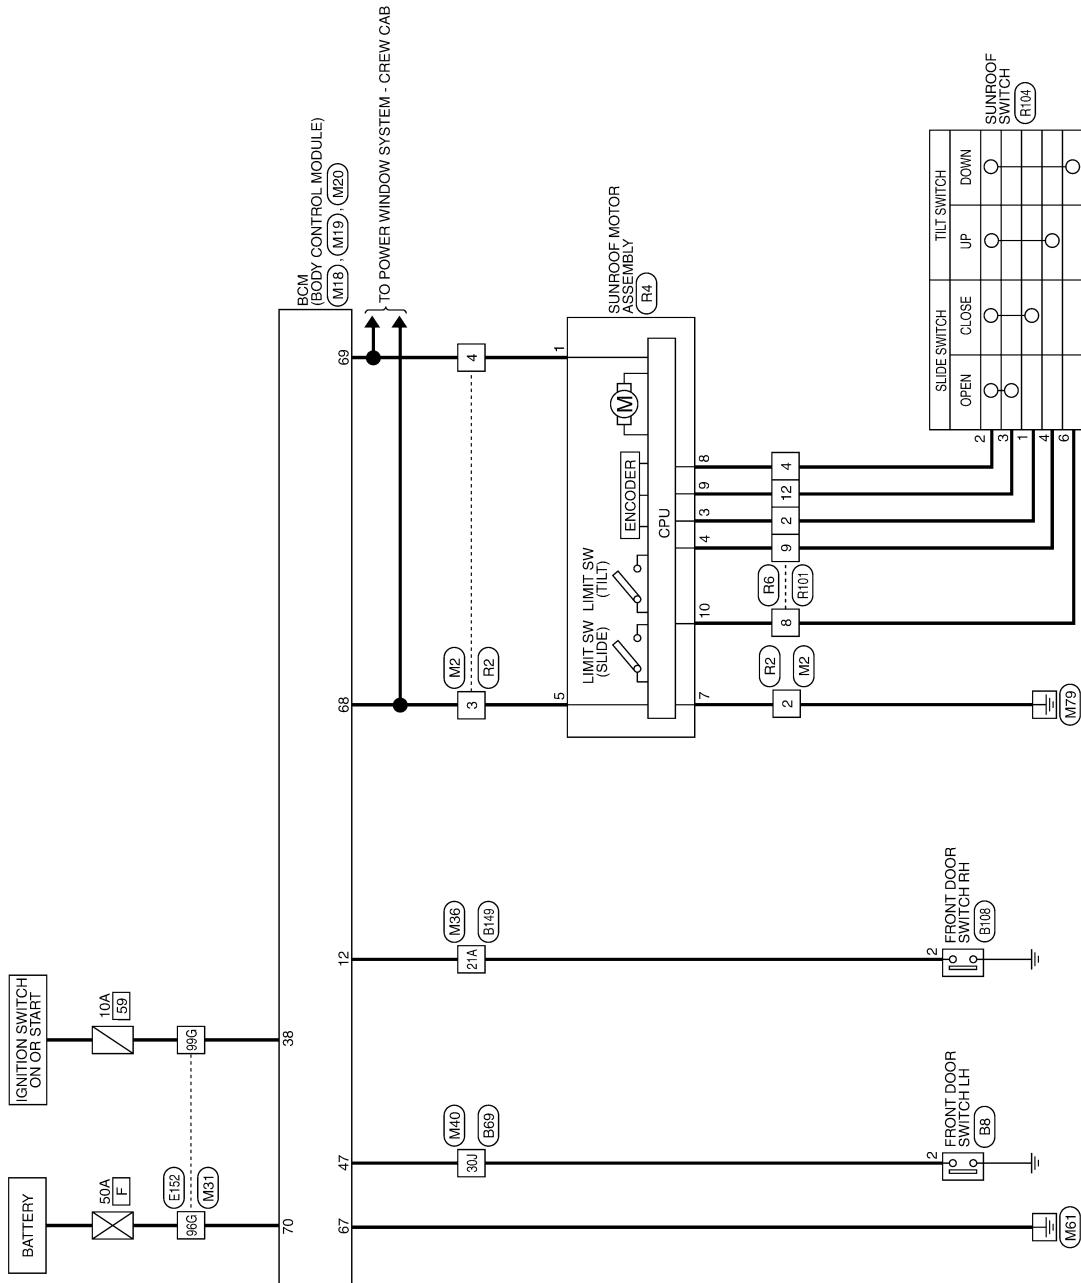 BATTERY
50A
F
96G
E152
M31
70
IGNITION SWITCH
ON OR START
10A
59
99G
38
BCM
(BODY CONTROL MODULE)
M18 , M19 , M20
TO POWER WINDOW SYSTEM - CREW CAB
67
47
12
68
69
M40
30J
B69
M36
21A
B149
M2
3
R2
4
5
1
SUNROOF MOTOR
ASSEMBLY
R4
LIMIT SW
(SLIDE)
LIMIT SW
(TILT)
ENCODER
M
CPU
7
10
4
3
9
8
R2
2
M2
R6
8
R101
9
2
12
4
M61
FRONT DOOR
SWITCH LH
B8
2
FRONT DOOR
SWITCH RH
B108
2
M79
SUNROOF
SWITCH
R104
SLIDE SWITCH
TILT SWITCH
OPEN
CLOSE
UP
DOWN
2
3
1
4
6